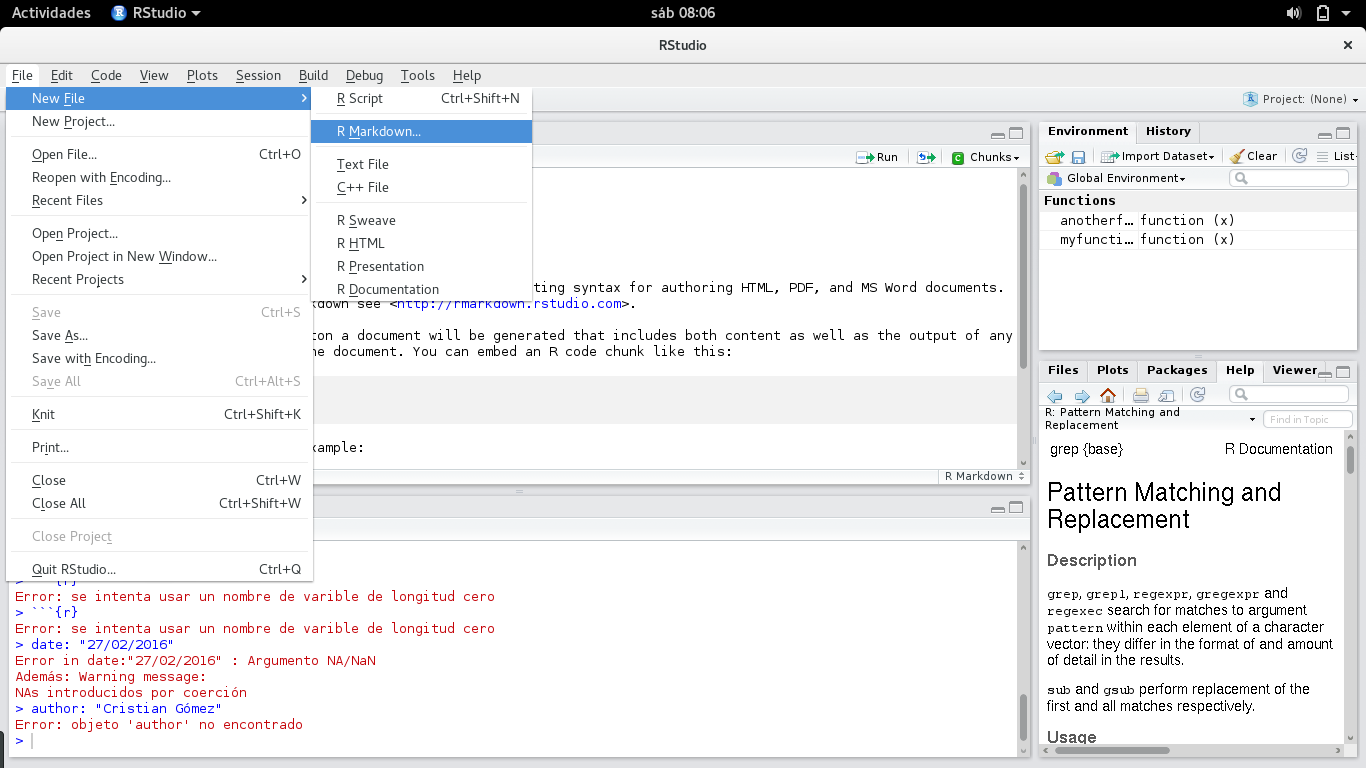 Actividades RStudio sáb 08:06
RStudio
File Edit Code View Plots Session Build Debug Tools Help
New File
New Project...
Open File... Ctrl+O
Reopen with Encoding...
Recent Files
Open Project...
Open Project in New Window...
Recent Projects
Save Ctrl+S
Save As...
Save with Encoding...
Save All Ctrl+Alt+S
Knit Ctrl+Shift+K
Print...
Close Ctrl+W
Close All Ctrl+Shift+W
Close Project
Quit RStudio... Ctrl+Q
R Script Ctrl+Shift+N
R Markdown...
Text File
C++ File
R Sweave
R HTML
R Presentation
R Documentation
Project: (None)
Run Chunks
ting syntax for authoring HTML, PDF, and MS Word documents.
kdown see <http://rmarkdown.rstudio.com>.
ton a document will be generated that includes both content as well as the output of any
e document. You can embed an R code chunk like this:
xample:
R Markdown
> ```{r}
Error: se intenta usar un nombre de varible de longitud cero
> ```{r}
Error: se intenta usar un nombre de varible de longitud cero
> date: "27/02/2016"
Error in date:"27/02/2016" : Argumento NA/NaN
Además: Warning message:
NAs introducidos por coerción
> author: "Cristian Gómez"
Error: objeto 'author' no encontrado
>
Environment History
Import Dataset Clear List
Global Environment
Functions
anotherf… function (x)
myfuncti… function (x)
Files Plots Packages Help Viewer
R: Pattern Matching and
Replacement
Find in Topic
grep {base} R Documentation
Pattern Matching and
Replacement
Description
grep, grepl, regexpr, gregexpr and
regexec search for matches to argument
pattern within each element of a character
vector: they differ in the format of and amount
of detail in the results.
sub and gsub perform replacement of the
first and all matches respectively.
Usage